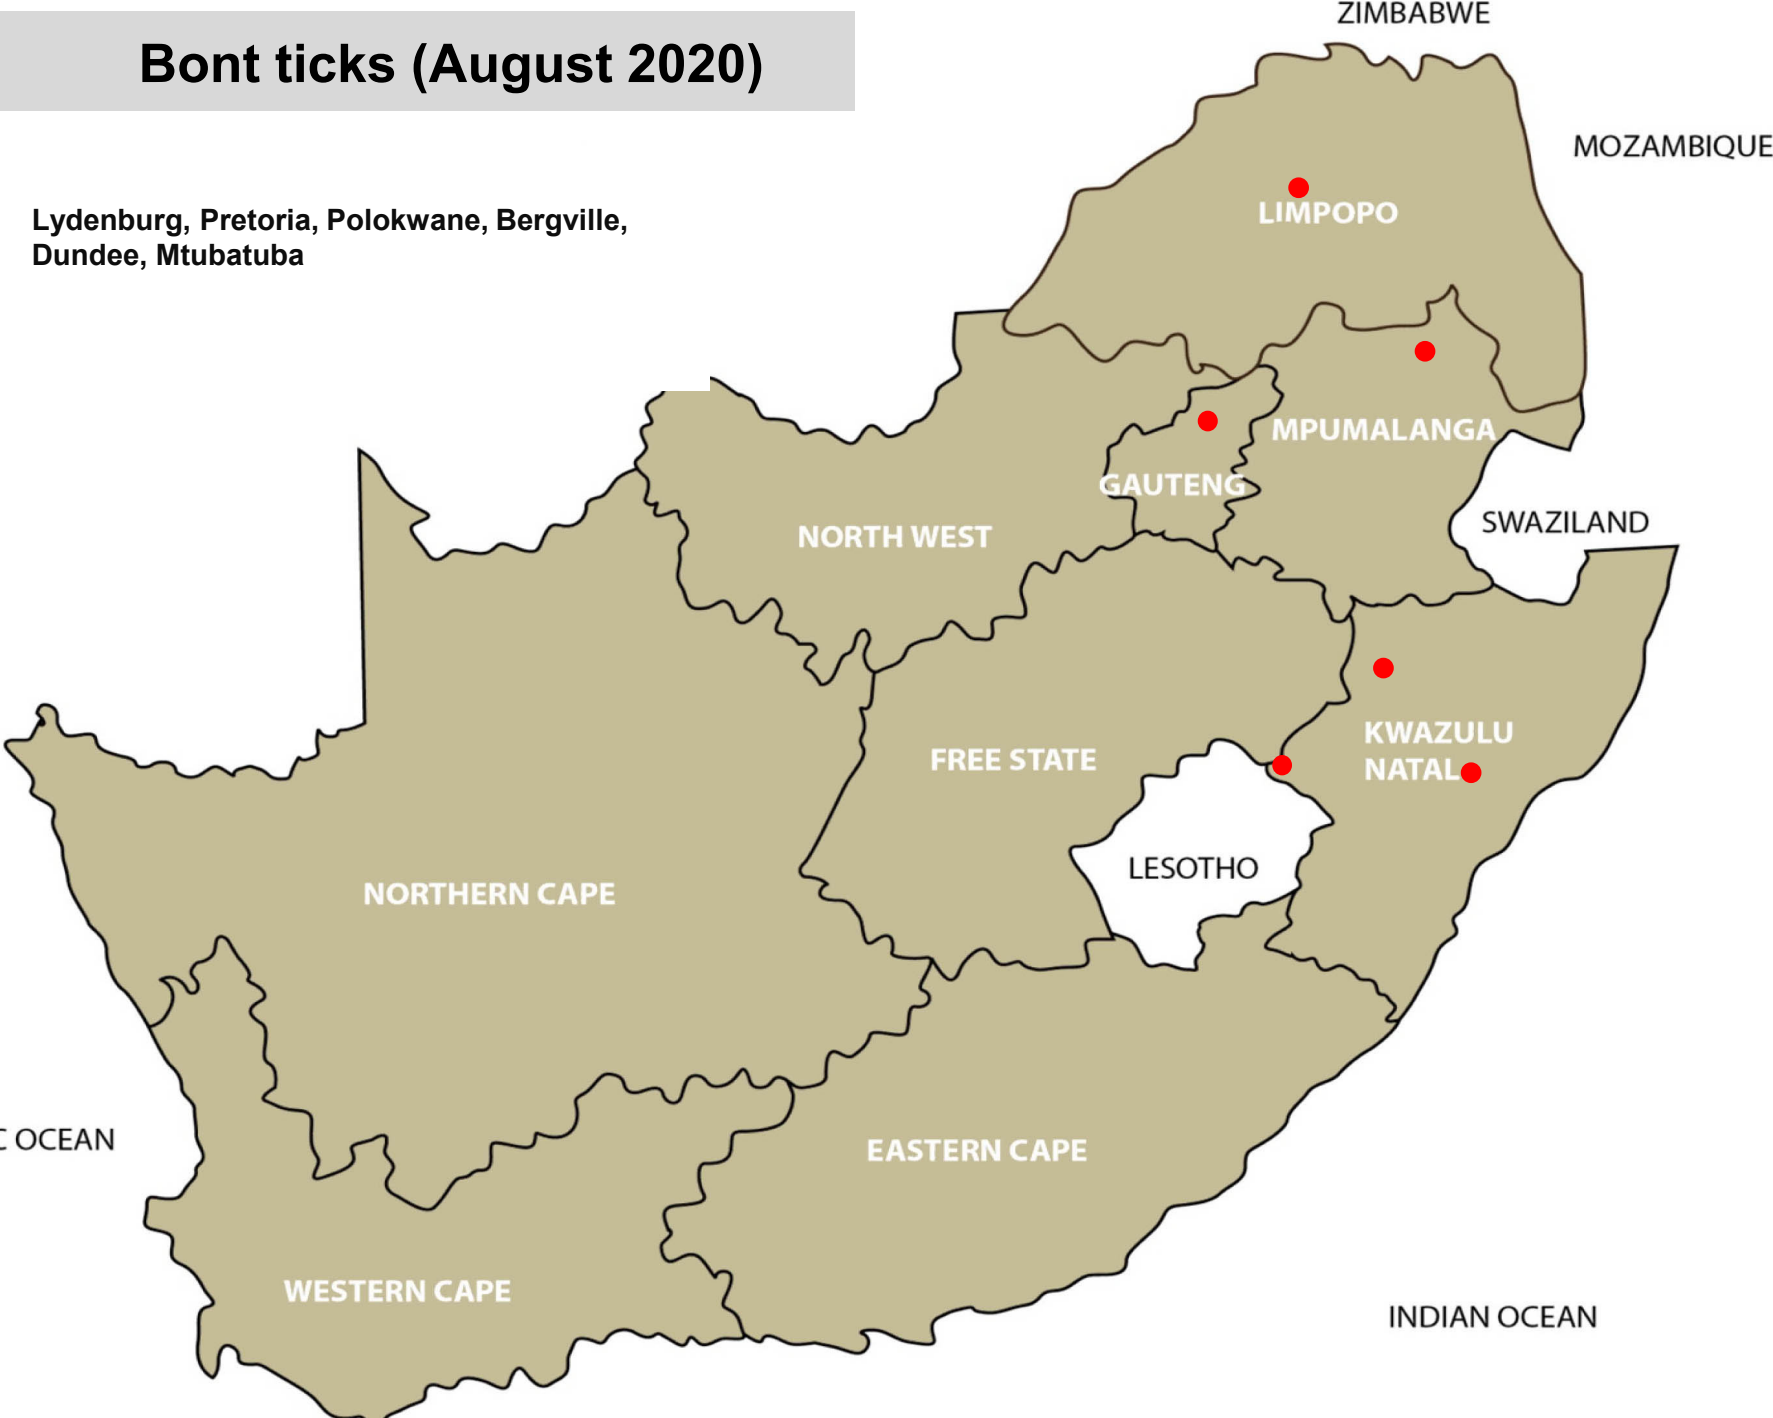 ZIMBABWE
Bont ticks (August 2020)
MOZAMBIQUE
Lydenburg, Pretoria, Polokwane, Bergville,
Dundee, Mtubatuba
LIMPOPO
MPUMALANGA
GAUTENG
SWAZILAND
NORTH WEST
KWAZULU
NATAL
FREE STATE
LESOTHO
NORTHERN CAPE
C OCEAN
EASTERN CAPE
WESTERN CAPE
INDIAN OCEAN